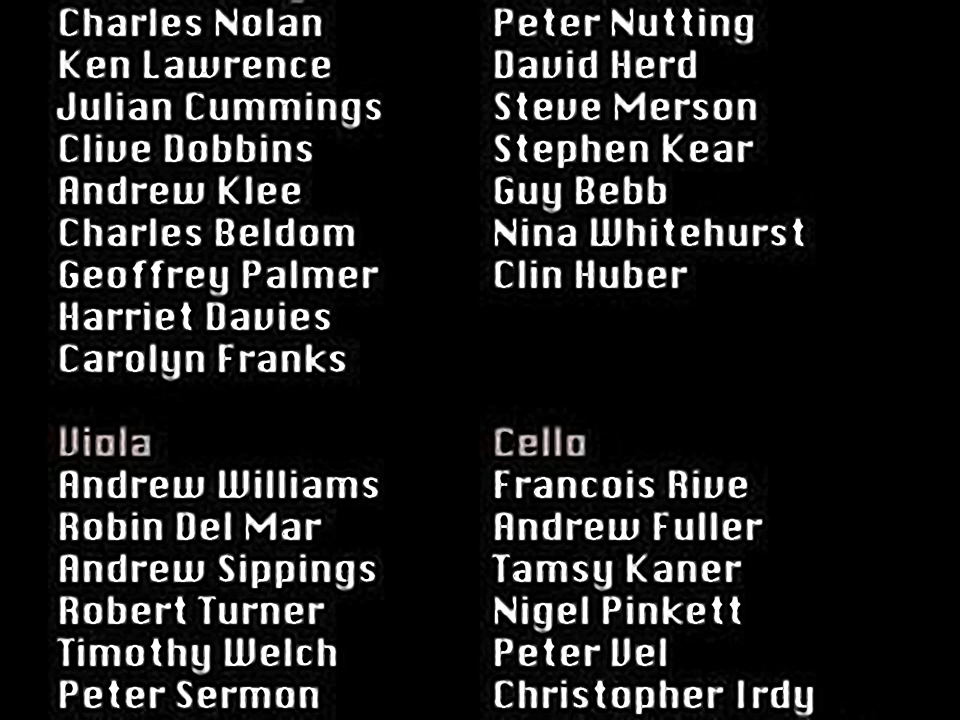 Charles Nolan
Ken Lawrence
Julian Cummings
Clive Dobbins
Andrew Klee
Charles Beldom
Geoffrey Palmer
Harriet Davies
Carolyn Franks
Peter Nutting
David Herd
Steve Merson
Stephen Kear
Guy Bebb
Nina Whitehurst
Clin Huber
Viola
Andrew Williams
Robin Del Mar
Andrew Sippings
Robert Turner
Timothy Welch
Peter Sermon
Cello
Francois Rive
Andrew Fuller
Tamsy Kaner
Nigel Pinkett
Peter Vel
Christopher Irdy